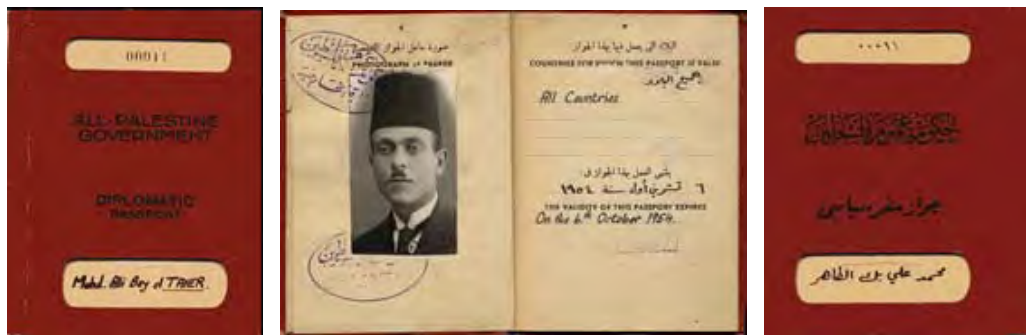 ALL-PALESTINE
GOVERNMENT
DIPLOMATIC
PASSPORT
Mohd. Ali Bey el TAHER.
صورة حامل الجواز
PHOTOGRAPH OF BEARER
البلاد التي يعمل فيها بهذا الجواز
COUNTRIES FOR WHICH THIS PASSPORT IS VALID
جميع البلاد
All Countries
ينتهي العمل بهذا الجواز في
٦ تشرين أول سنة ١٩٥٤
THE VALIDITY OF THIS PASSPORT EXPIRES
On the 6th October 1954.
حكومة عموم فلسطين
جواز سفر سياسي
محمد علي بك الطاهر